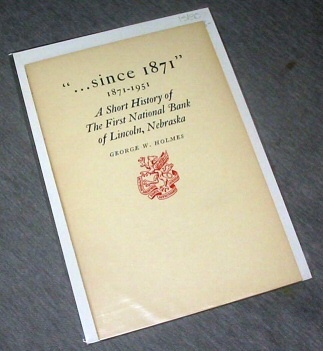 "...since 1871"
1871-1951
A Short History of
The First National Bank
of Lincoln, Nebraska
GEORGE W. HOLMES